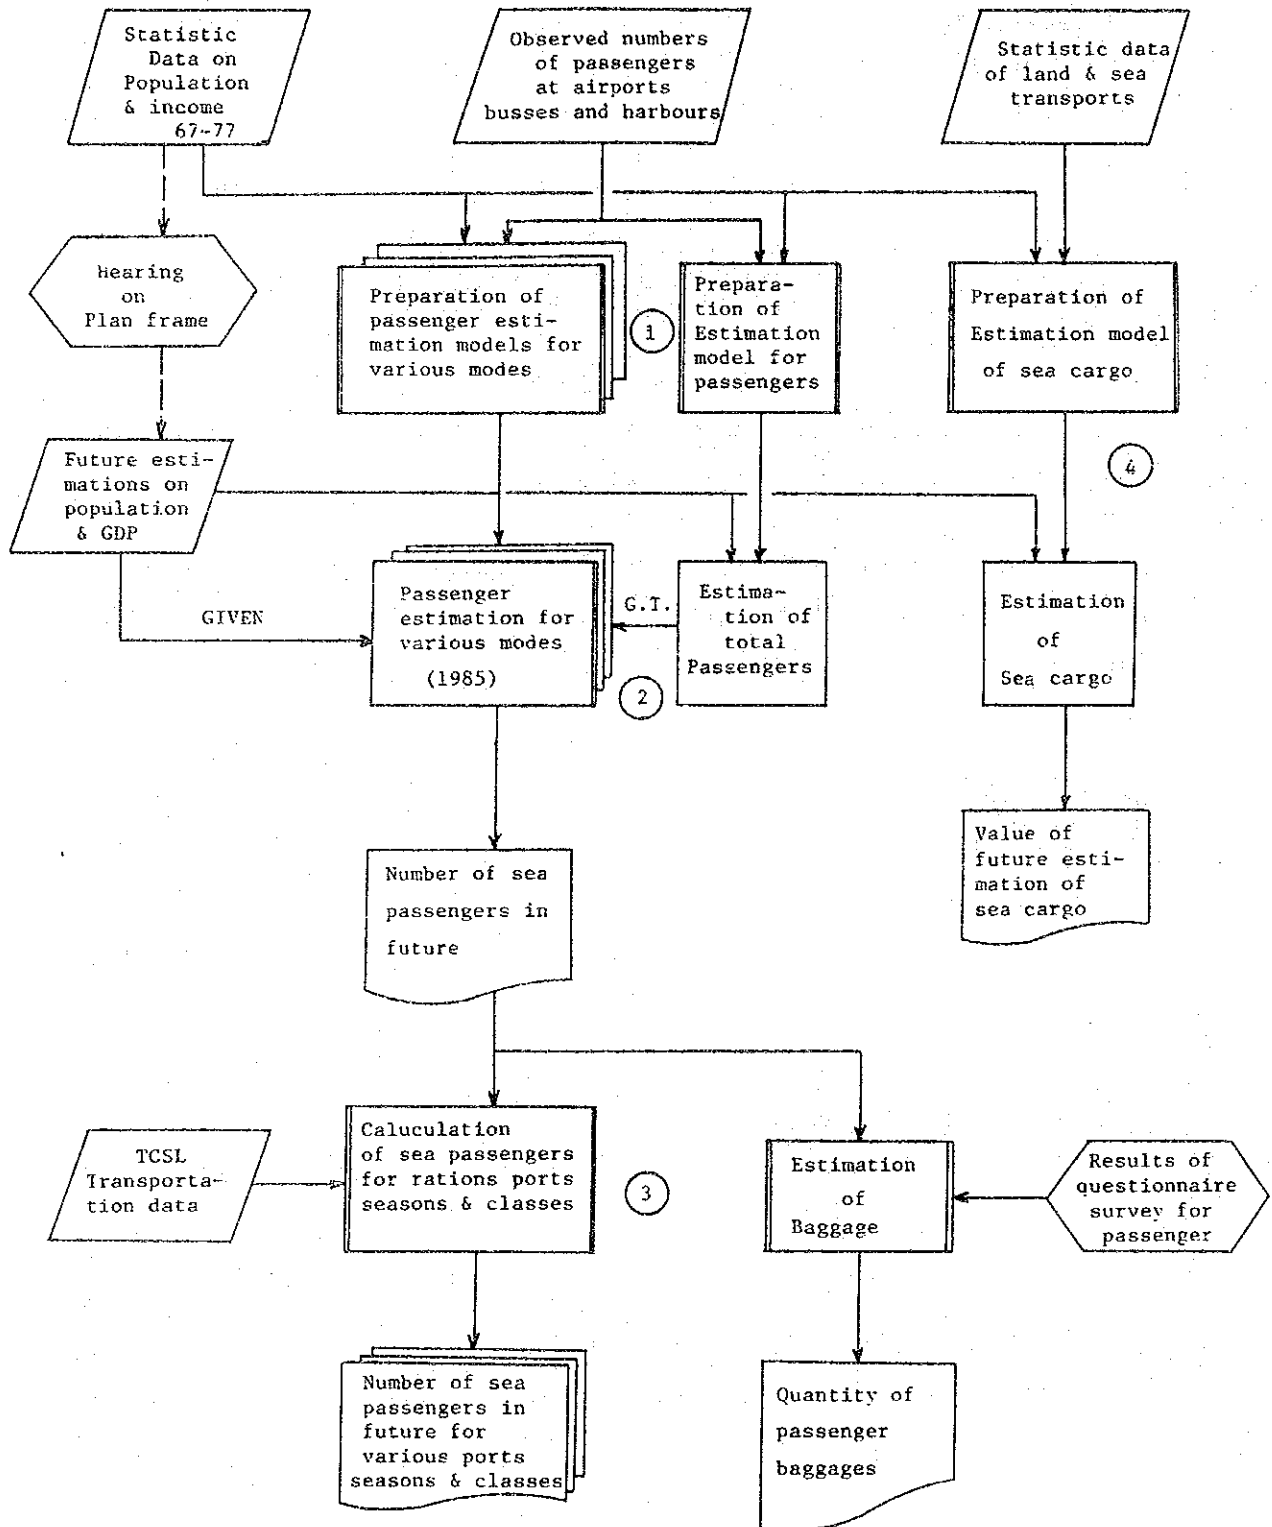 Statistic
Data on
Population
& income
67-77
Observed numbers
of passengers
at airports
busses and harbours
Statistic data
of land & sea
transports
Hearing
on
Plan frame
Preparation of
passenger esti-
mation models for
various modes
1
Prepara-
tion of
Estimation
model for
passengers
Preparation of
Estimation model
of sea cargo
4
Future esti-
mations on
population
& GDP
GIVEN
Passenger
estimation for
various modes
(1985)
G.T.
2
Estima-
tion of
total
Passengers
Estimation
of
Sea cargo
Number of sea
passengers in
future
Value of
future esti-
mation of
sea cargo
TCSL
Transporta-
tion data
Caluculation
of sea passengers
for rations ports
seasons & classes
3
Estimation
of
Baggage
Results of
questionnaire
survey for
passenger
Number of sea
passengers in
future for
various ports
seasons & classes
Quantity of
passenger
baggages